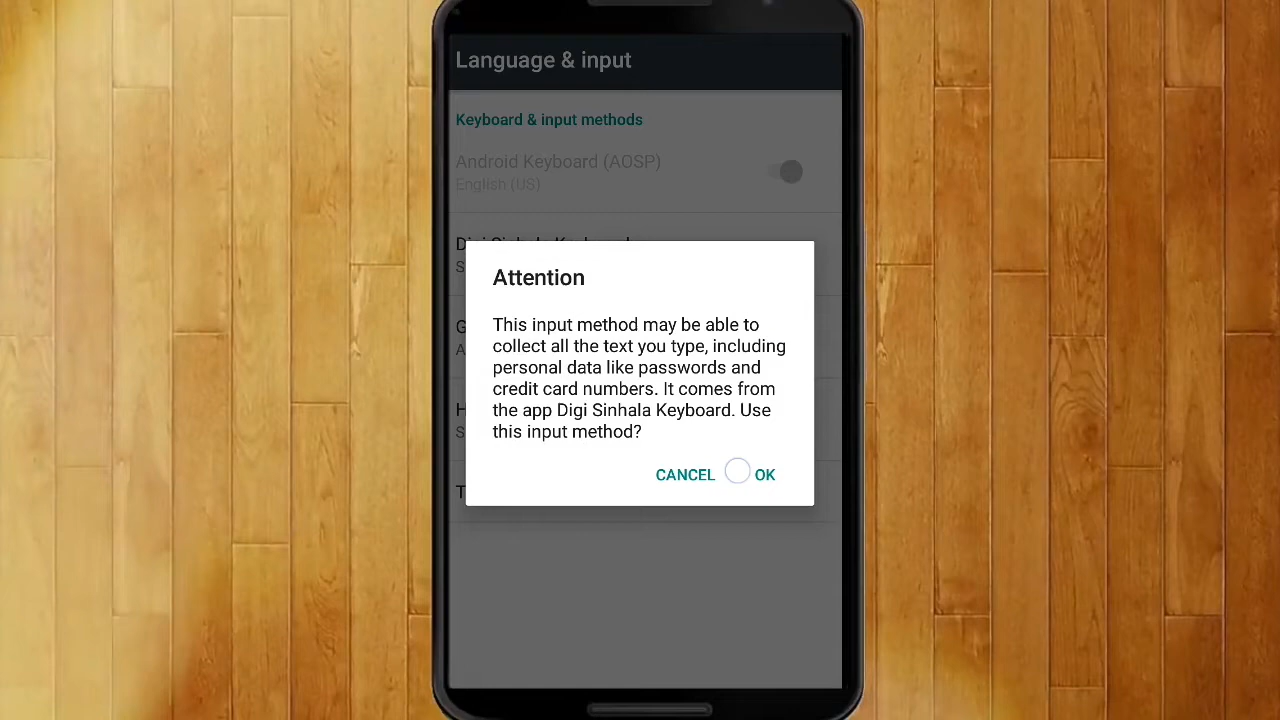 Language & input
Keyboard & input methods
Android Keyboard (AOSP)
English (US)
Attention
This input method may be able to
collect all the text you type, including
personal data like passwords and
credit card numbers. It comes from
the app Digi Sinhala Keyboard. Use
this input method?
CANCEL OK